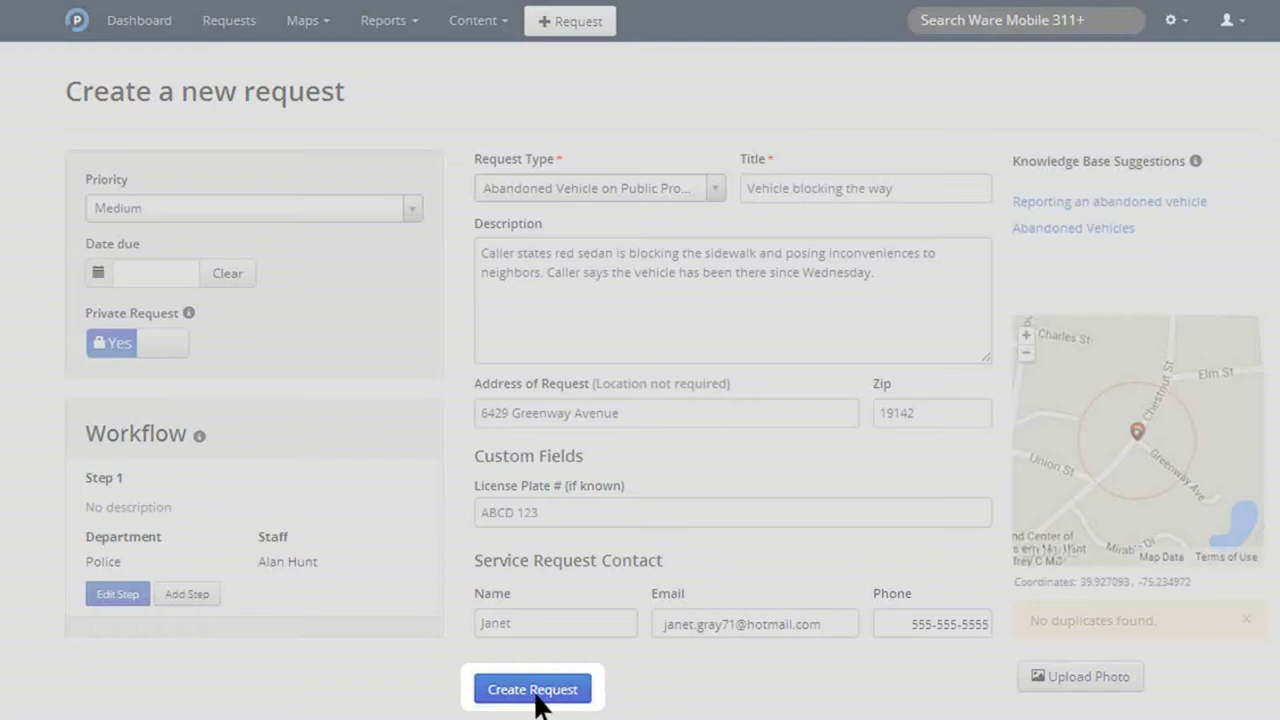 Dashboard Requests Maps Reports Content + Request Search Ware Mobile 311+
Create a new request
Priority
Medium
Date due
Clear
Private Request
Yes
Workflow
Step 1
No description
Department Staff
Police Alan Hunt
Edit Step Add Step
Request Type * Title *
Abandoned Vehicle on Public Pro... Vehicle blocking the way
Description
Caller states red sedan is blocking the sidewalk and posing inconveniences to
neighbors. Caller says the vehicle has been there since Wednesday.
Address of Request (Location not required) Zip
6429 Greenway Avenue 19142
Custom Fields
License Plate # (if known)
ABCD 123
Service Request Contact
Name Email Phone
Janet janet.gray71@hotmail.com 555-555-5555
Create Request
Knowledge Base Suggestions
Reporting an abandoned vehicle
Abandoned Vehicles
+
−
Charles St
Elm St
Chestnut St
Union St
Greenway Ave
nd Center of
Map Data Terms of Use
Coordinates: 39.927093, -75.234972
No duplicates found. ×
Upload Photo